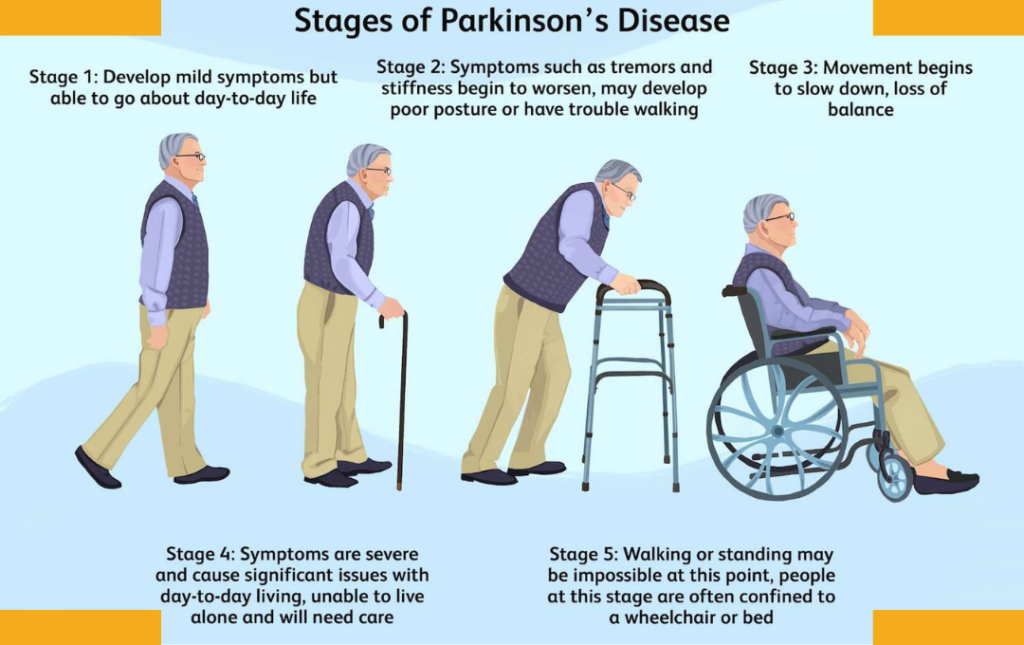 Stages of Parkinson's Disease
Stage 1: Develop mild symptoms but
able to go about day-to-day life
Stage 2: Symptoms such as tremors and
stiffness begin to worsen, may develop
poor posture or have trouble walking
Stage 3: Movement begins
to slow down, loss of
balance
Stage 4: Symptoms are severe
and cause significant issues with
day-to-day living, unable to live
alone and will need care
Stage 5: Walking or standing may
be impossible at this point, people
at this stage are often confined to
a wheelchair or bed